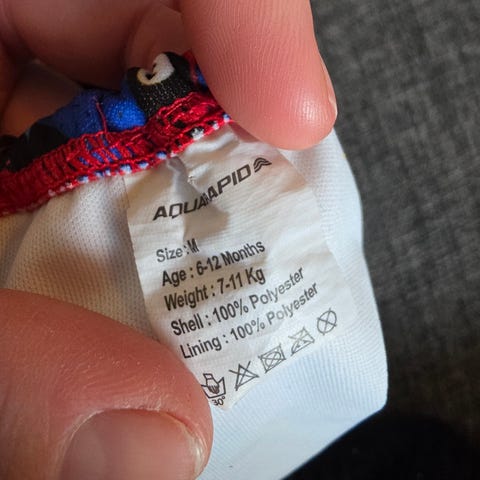 AQUARAPID
Size : M
Age : 6-12 Months
Weight : 7-11 Kg
Shell : 100% Polyester
Lining : 100% Polyester
30°